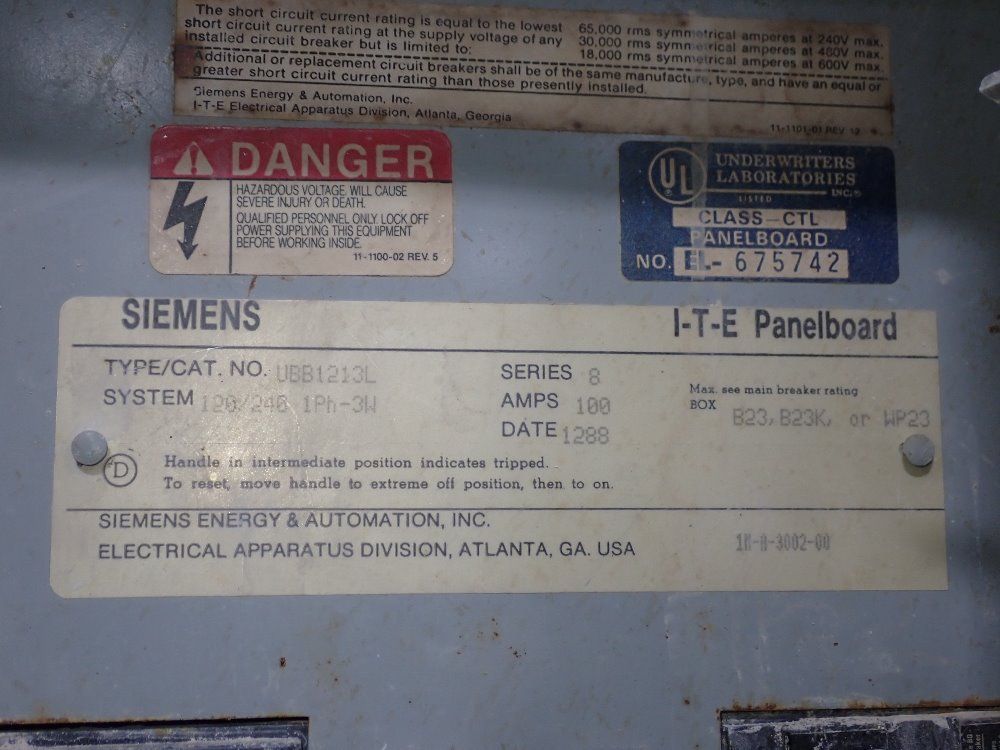 The short circuit current rating is equal to the lowest
short circuit current rating at the supply voltage of any
installed circuit breaker but is limited to:
65,000 rms symmetrical amperes at 240V max.
30,000 rms symmetrical amperes at 480V max.
18,000 rms symmetrical amperes at 600V max.
Additional or replacement circuit breakers shall be of the same manufacture, type, and have an equal or
greater short circuit current rating than those presently installed.
Siemens Energy & Automation, Inc.
I-T-E Electrical Apparatus Division, Atlanta, Georgia
11-1101-01 REV 12
DANGER
HAZARDOUS VOLTAGE. WILL CAUSE
SEVERE INJURY OR DEATH.
QUALIFIED PERSONNEL ONLY LOCK OFF
POWER SUPPLYING THIS EQUIPMENT
BEFORE WORKING INSIDE.
11-1100-02 REV. 5
UL
UNDERWRITERS
LABORATORIES
INC.®
LISTED
CLASS-CTL
PANELBOARD
NO. EL- 675742
SIEMENS
I-T-E Panelboard
TYPE/CAT. NO. UBB1213L
SYSTEM 120/240 1Ph-3W
SERIES 8
AMPS 100
DATE 1288
Max. see main breaker rating
BOX B23, B23K, or WP23
D
Handle in intermediate position indicates tripped.
To reset, move handle to extreme off position, then to on.
SIEMENS ENERGY & AUTOMATION, INC.
ELECTRICAL APPARATUS DIVISION, ATLANTA, GA. USA